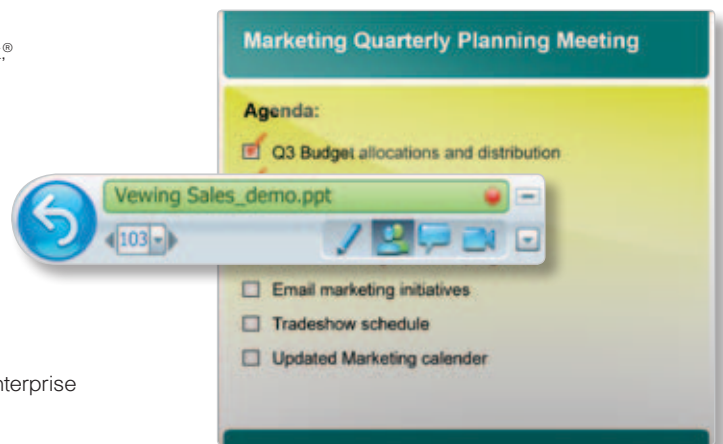 Marketing Quarterly Planning Meeting
®
Agenda:
Q3 Budget allocations and distribution
Vewing Sales_demo.ppt
103
Email marketing initiatives
Tradeshow schedule
Updated Marketing calender
nterprise